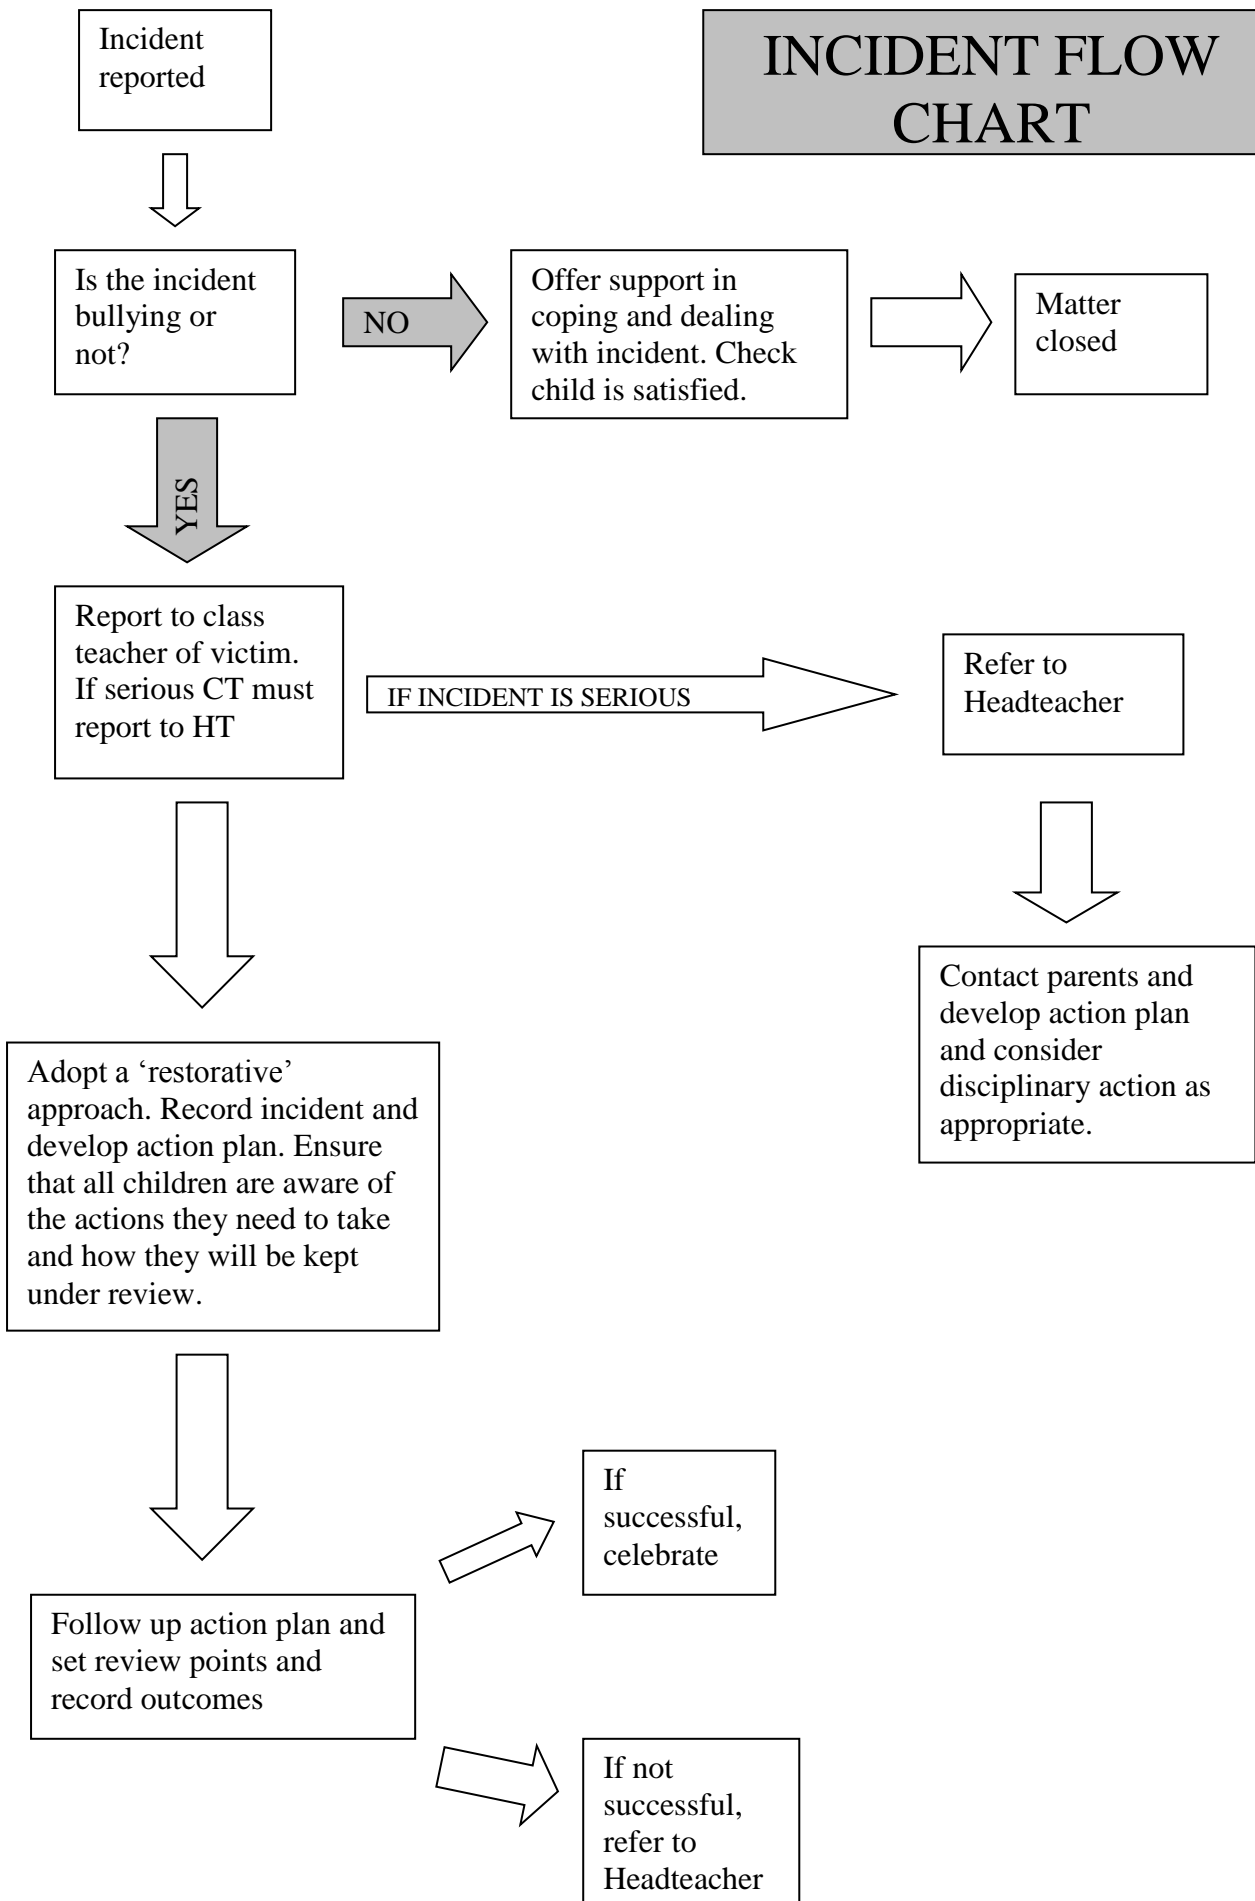 Incident
reported
INCIDENT FLOW
CHART
Is the incident
bullying or
not?
NO
Offer support in
coping and dealing
with incident. Check
child is satisfied.
Matter
closed
YES
Report to class
teacher of victim.
If serious CT must
report to HT
IF INCIDENT IS SERIOUS
Refer to
Headteacher
Contact parents and
develop action plan
and consider
disciplinary action as
appropriate.
Adopt a ‘restorative’
approach. Record incident and
develop action plan. Ensure
that all children are aware of
the actions they need to take
and how they will be kept
under review.
If
successful,
celebrate
Follow up action plan and
set review points and
record outcomes
If not
successful,
refer to
Headteacher